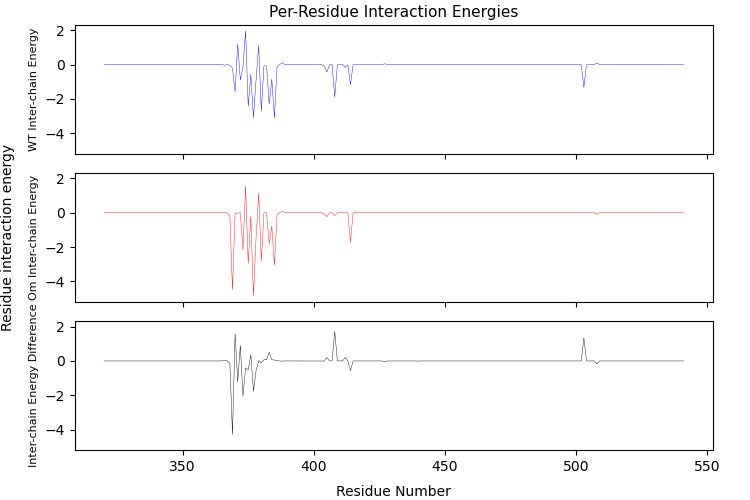 Per-Residue Interaction Energies
Residue interaction energy
WT Inter-chain Energy
2
0
−2
−4
Om Inter-chain Energy
2
0
−2
−4
Inter-chain Energy Difference
2
0
−2
−4
350
400
450
500
550
Residue Number